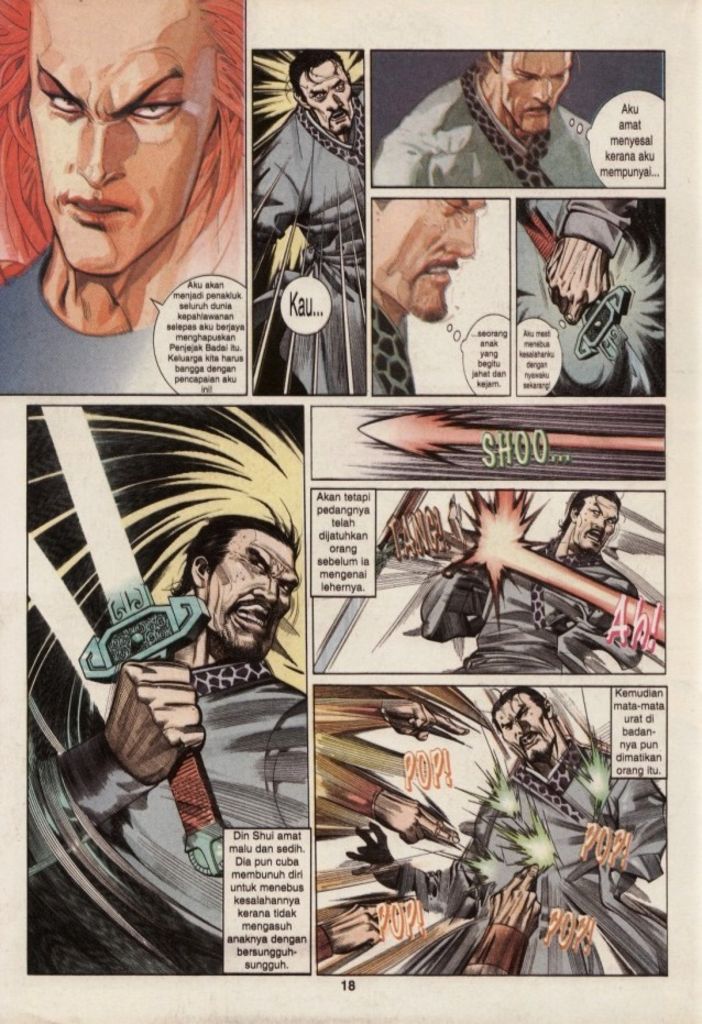 Aku akan
menjadi penakluk
seluruh dunia
kepahlawanan
selepas aku berjaya
menghapuskan
Penjejak Badai itu.
Keluarga kita harus
bangga dengan
pencapaian aku
ini!
Kau...
Aku
amat
menyesal
kerana aku
mempunyai...
...seorang
anak
yang
begitu
jahat dan
kejam.
Aku mesti
menebus
kesalahanku
dengan
nyawaku
sekarang!
Din Shui amat
malu dan sedih.
Dia pun cuba
membunuh diri
untuk menebus
kesalahannya
kerana tidak
mengasuh
anaknya dengan
bersungguh-
sungguh.
SHOO...
Akan tetapi
pedangnya
telah
dijatuhkan
orang
sebelum ia
mengenai
lehernya.
TANG!
Ah!
Kemudian
mata-mata
urat di
badan-
nya pun
dimatikan
orang itu.
POP!
POP!
POP!
POP!
18